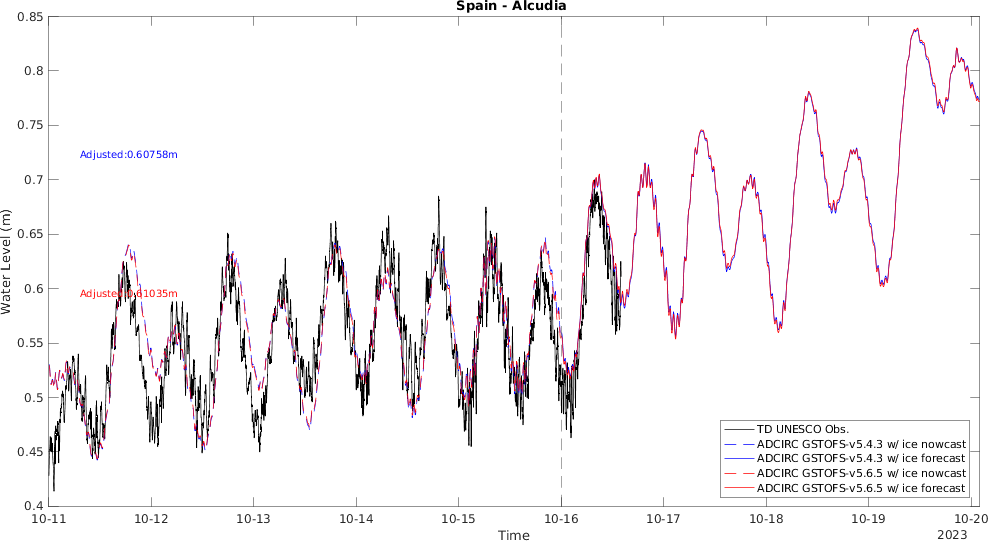 Spain - Alcudia
0.85
0.8
0.75
0.7
0.65
0.6
0.55
0.5
0.45
0.4
Water Level (m)
Adjusted:0.60758m
Adjusted:0.61035m
TD UNESCO Obs.
ADCIRC GSTOFS-v5.4.3 w/ ice nowcast
ADCIRC GSTOFS-v5.4.3 w/ ice forecast
ADCIRC GSTOFS-v5.6.5 w/ ice nowcast
ADCIRC GSTOFS-v5.6.5 w/ ice forecast
10-11 10-12 10-13 10-14 10-15 10-16 10-17 10-18 10-19 10-20
Time
2023